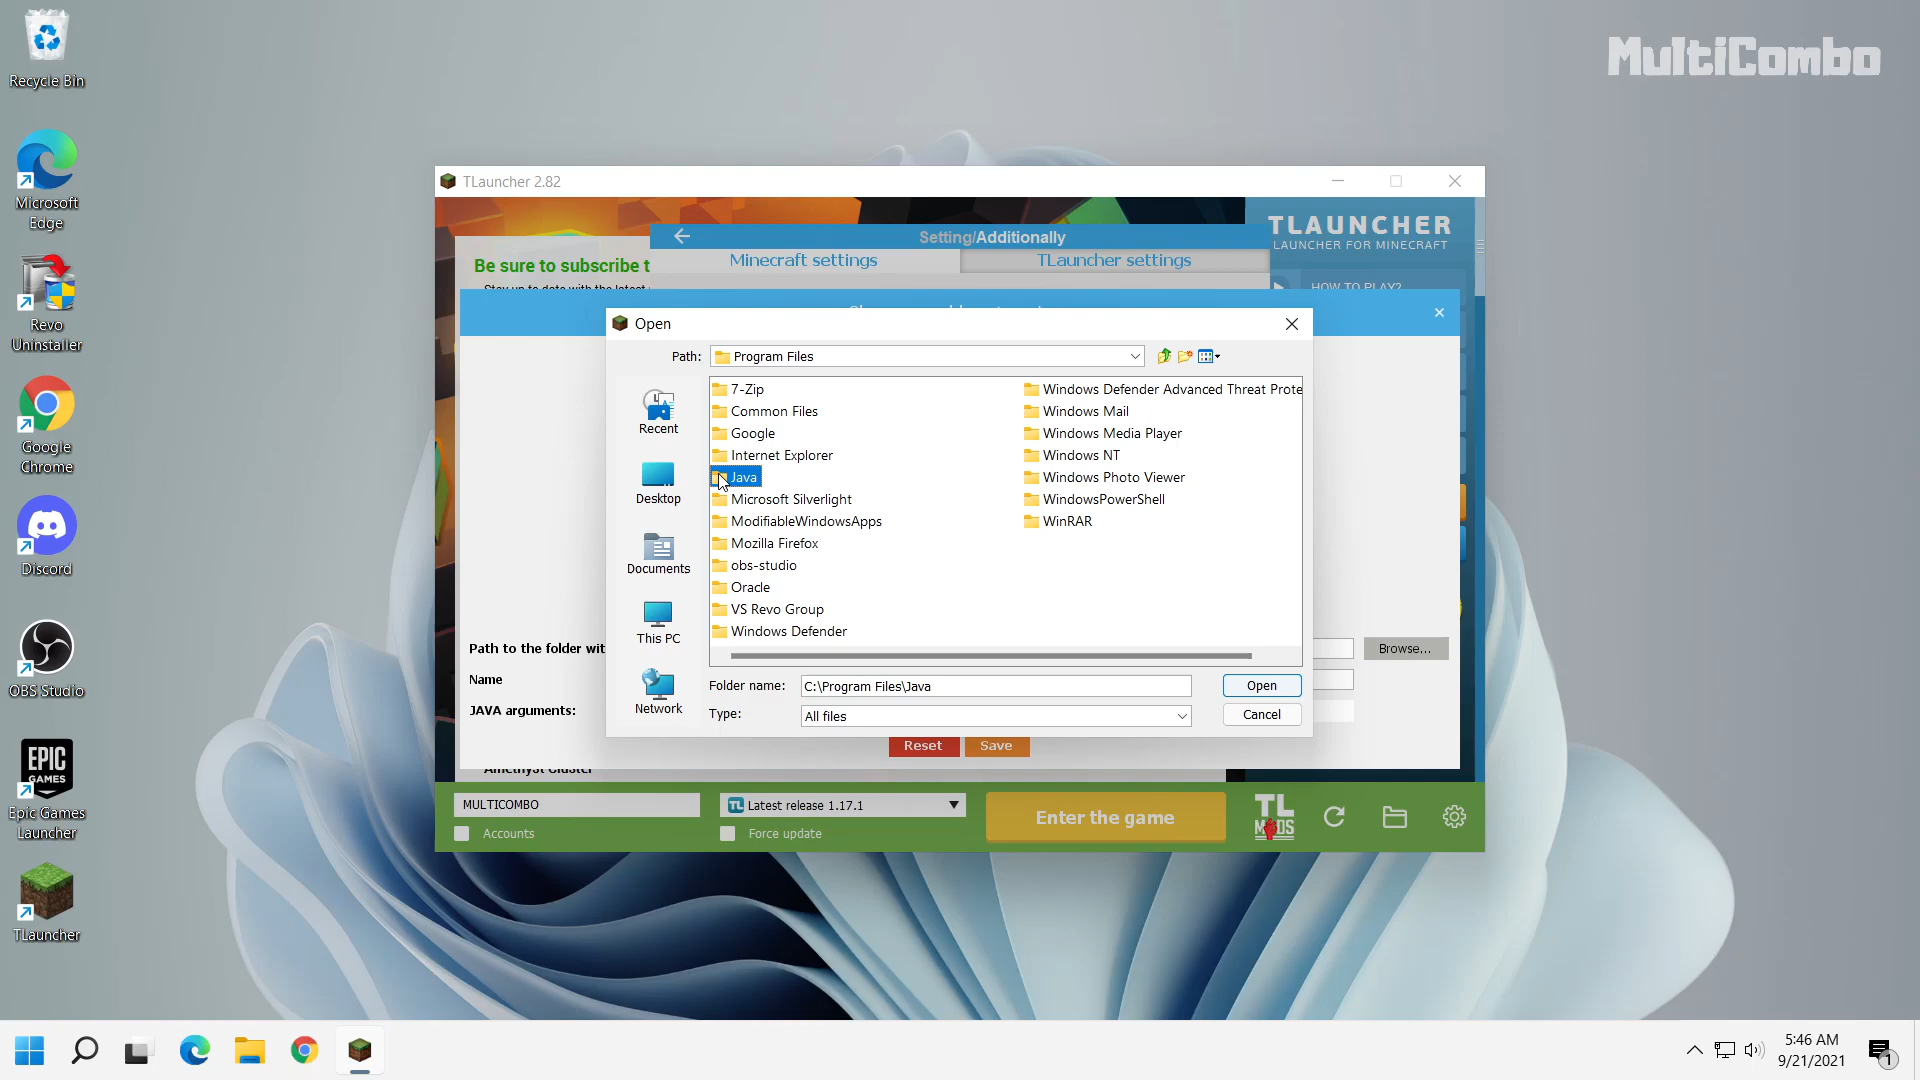 MultiCombo
Recycle Bin
Microsoft
Edge
Revo
Uninstaller
Google
Chrome
Discord
OBS Studio
EPIC
GAMES
Epic Games
Launcher
TLauncher
TLauncher 2.82
TLAUNCHER
LAUNCHER FOR MINECRAFT
Setting/Additionally
Minecraft settings
TLauncher settings
Be sure to subscribe t
Stay up to date with the latest
HOW TO PLAY?
Open
Path:
Program Files
Recent
Desktop
Documents
This PC
Network
7-Zip
Common Files
Google
Internet Explorer
Java
Microsoft Silverlight
ModifiableWindowsApps
Mozilla Firefox
obs-studio
Oracle
VS Revo Group
Windows Defender
Windows Defender Advanced Threat Prote
Windows Mail
Windows Media Player
Windows NT
Windows Photo Viewer
WindowsPowerShell
WinRAR
Folder name:
C:\Program Files\Java
Open
Type:
All files
Cancel
Path to the folder wit
Browse...
Name
JAVA arguments:
Reset
Save
Amethyst Cluster
MULTICOMBO
Accounts
TL
Latest release 1.17.1
Force update
Enter the game
TL
MODS
5:46 AM
9/21/2021
1